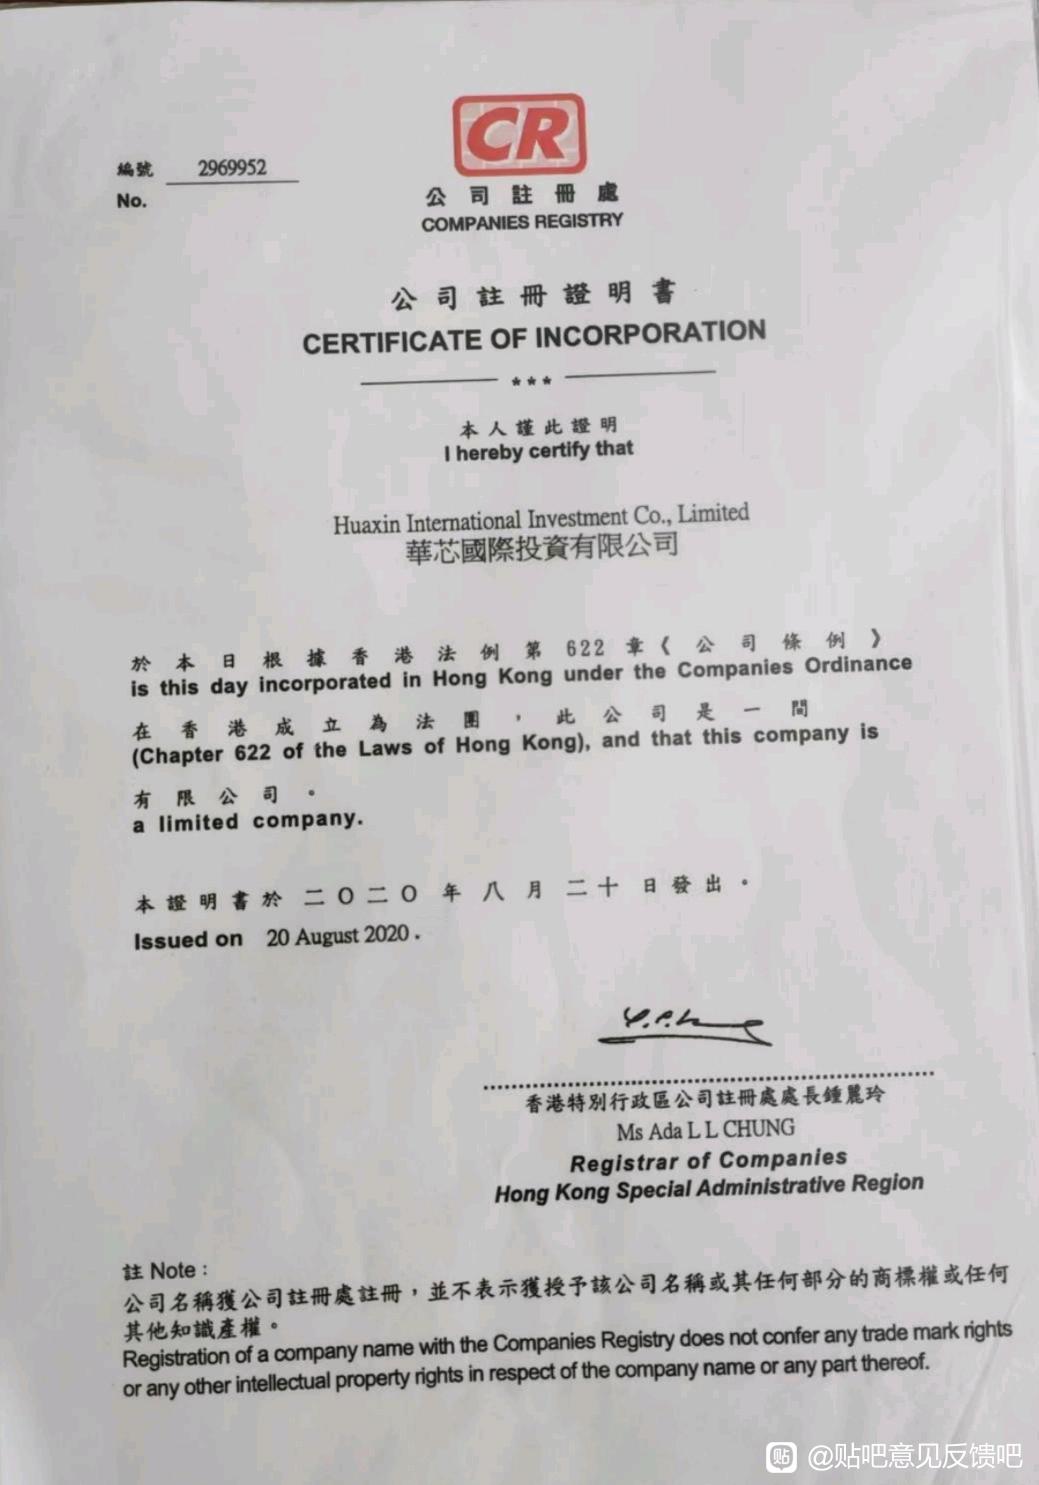 CR
編號 2969952
No.
公司註冊處
COMPANIES REGISTRY
公司註冊證明書
CERTIFICATE OF INCORPORATION
***
本人謹此證明
I hereby certify that
Huaxin International Investment Co., Limited
華芯國際投資有限公司
於本日根據香港法例第622章《公司條例》
is this day incorporated in Hong Kong under the Companies Ordinance
在香港成立為法團，此公司是一間
(Chapter 622 of the Laws of Hong Kong), and that this company is
有限公司。
a limited company.
本證明書於二〇二〇年八月二十日發出。
Issued on 20 August 2020.
香港特別行政區公司註冊處處長鍾麗玲
Ms Ada L L CHUNG
Registrar of Companies
Hong Kong Special Administrative Region
註 Note :
公司名稱獲公司註冊處註冊，並不表示獲授予該公司名稱或其任何部分的商標權或任何
其他知識產權。
Registration of a company name with the Companies Registry does not confer any trade mark rights
or any other intellectual property rights in respect of the company name or any part thereof.
贴 @贴吧意见反馈吧